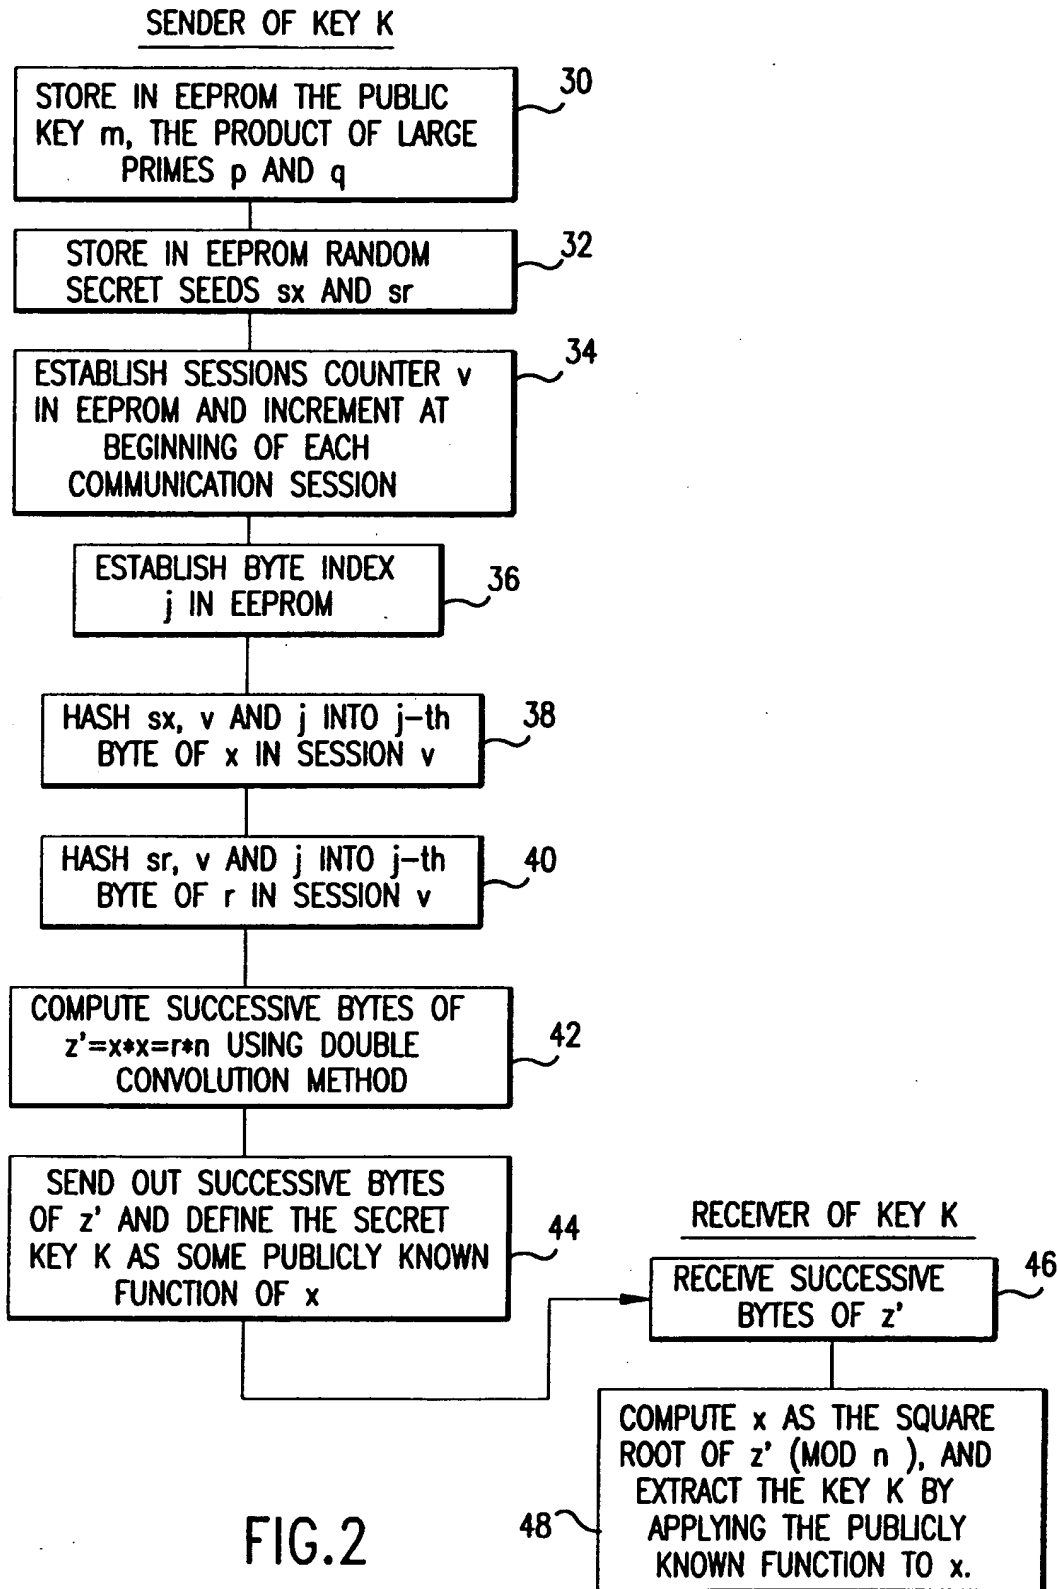 SENDER OF KEY K
STORE IN EEPROM THE PUBLIC
KEY m, THE PRODUCT OF LARGE
PRIMES p AND q
30
STORE IN EEPROM RANDOM
SECRET SEEDS sx AND sr
32
ESTABLISH SESSIONS COUNTER v
IN EEPROM AND INCREMENT AT
BEGINNING OF EACH
COMMUNICATION SESSION
34
ESTABLISH BYTE INDEX
j IN EEPROM
36
HASH sx, v AND j INTO j-th
BYTE OF x IN SESSION v
38
HASH sr, v AND j INTO j-th
BYTE OF r IN SESSION v
40
COMPUTE SUCCESSIVE BYTES OF
z'=x*x=r*n USING DOUBLE
CONVOLUTION METHOD
42
SEND OUT SUCCESSIVE BYTES
OF z' AND DEFINE THE SECRET
KEY K AS SOME PUBLICLY KNOWN
FUNCTION OF x
44
RECEIVER OF KEY K
RECEIVE SUCCESSIVE
BYTES OF z'
46
COMPUTE x AS THE SQUARE
ROOT OF z' (MOD n ), AND
EXTRACT THE KEY K BY
APPLYING THE PUBLICLY
KNOWN FUNCTION TO x.
48
FIG.2